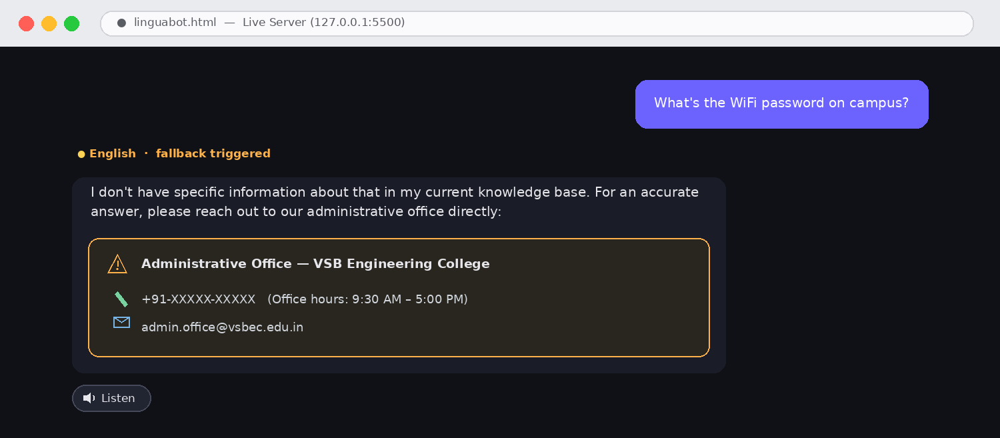 linguabot.html — Live Server (127.0.0.1:5500)
What's the WiFi password on campus?
English · fallback triggered
I don't have specific information about that in my current knowledge base. For an accurate
answer, please reach out to our administrative office directly:
Administrative Office — VSB Engineering College
+91-XXXXX-XXXXX (Office hours: 9:30 AM – 5:00 PM)
admin.office@vsbec.edu.in
Listen